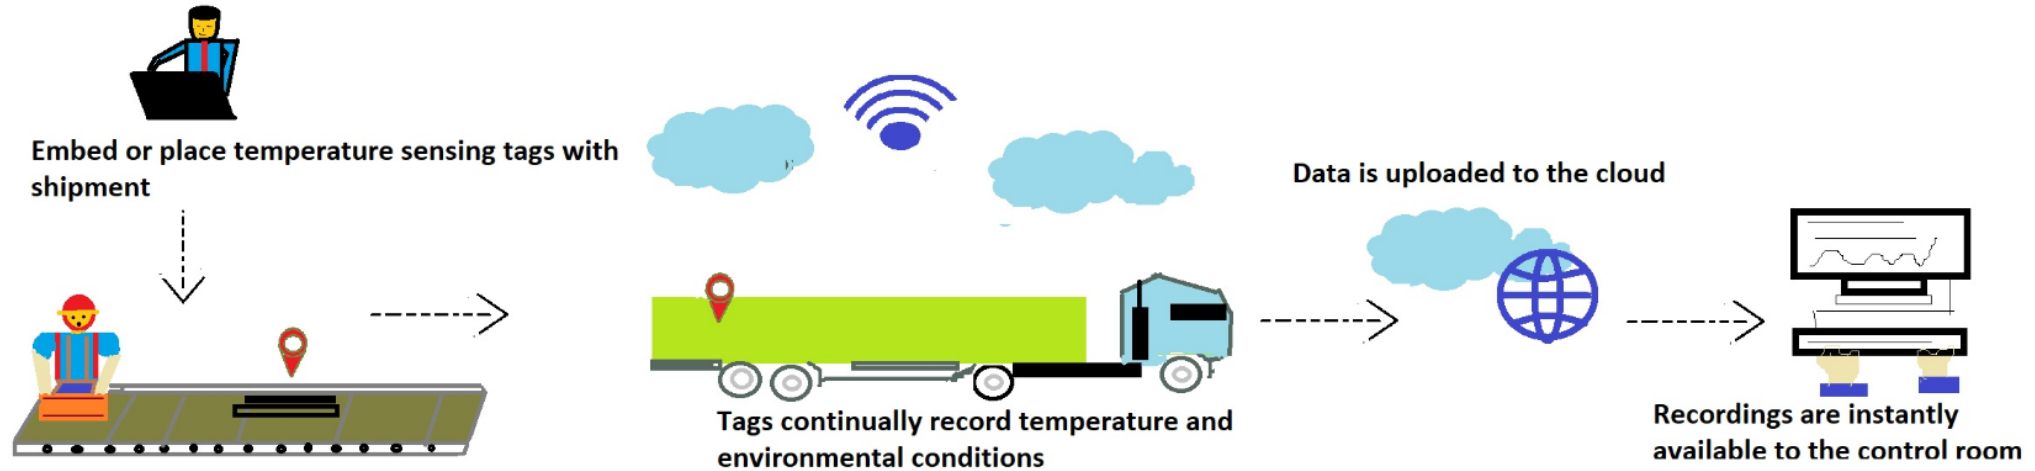 Embed or place temperature sensing tags with
shipment
Tags continually record temperature and
environmental conditions
Data is uploaded to the cloud
Recordings are instantly
available to the control room